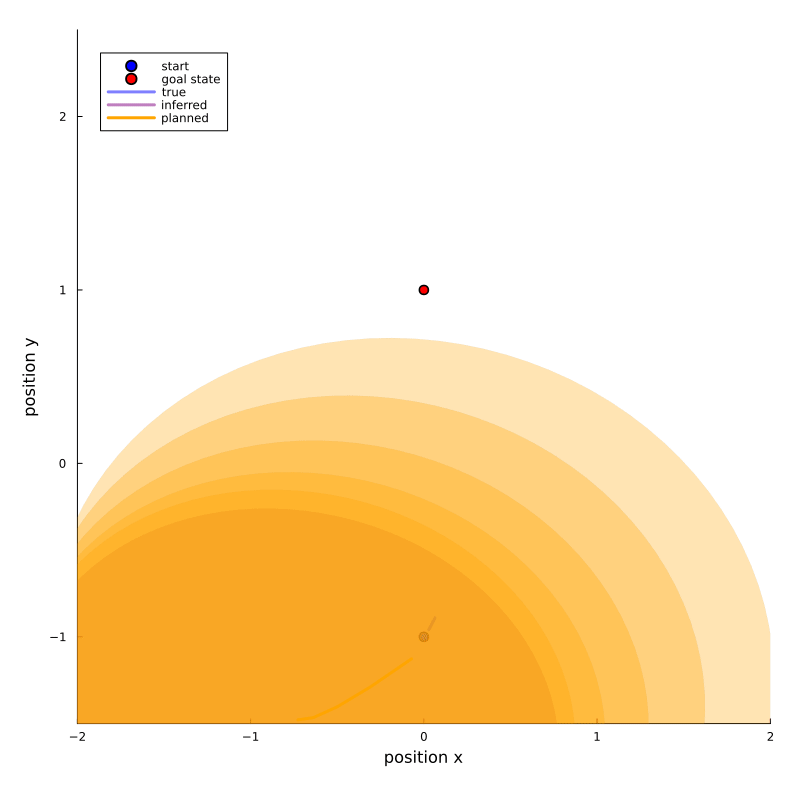 start
goal state
true
inferred
planned
2
1
0
−1
−2
−1
0
1
2
position x
position y